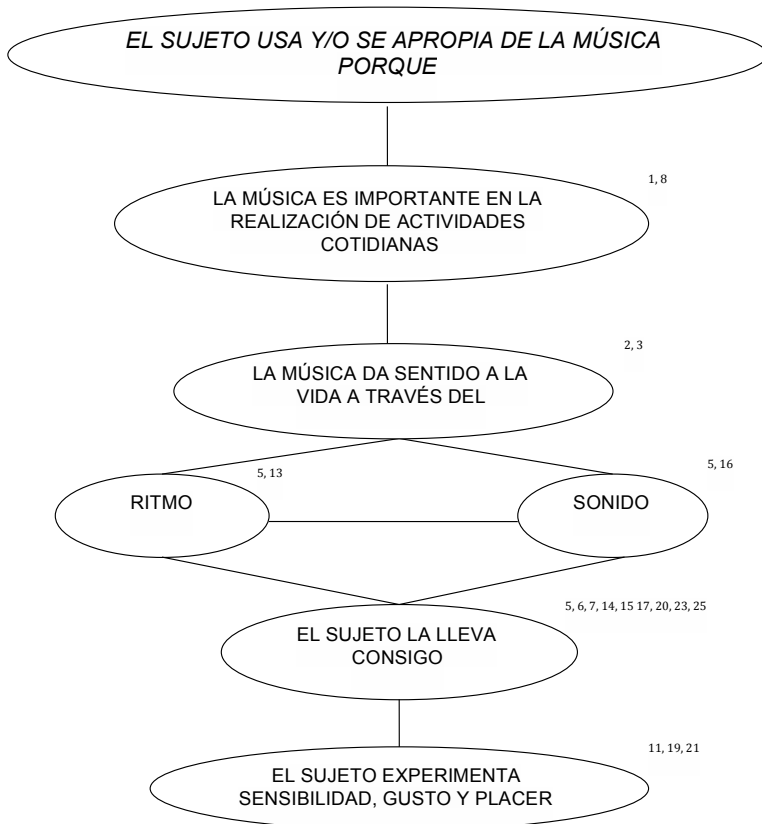 EL SUJETO USA Y/O SE APROPIA DE LA MÚSICA
PORQUE
1, 8
LA MÚSICA ES IMPORTANTE EN LA
REALIZACIÓN DE ACTIVIDADES
COTIDIANAS
2, 3
LA MÚSICA DA SENTIDO A LA
VIDA A TRAVÉS DEL
5, 13
RITMO
5, 16
SONIDO
5, 6, 7, 14, 15 17, 20, 23, 25
EL SUJETO LA LLEVA
CONSIGO
11, 19, 21
EL SUJETO EXPERIMENTA
SENSIBILIDAD, GUSTO Y PLACER